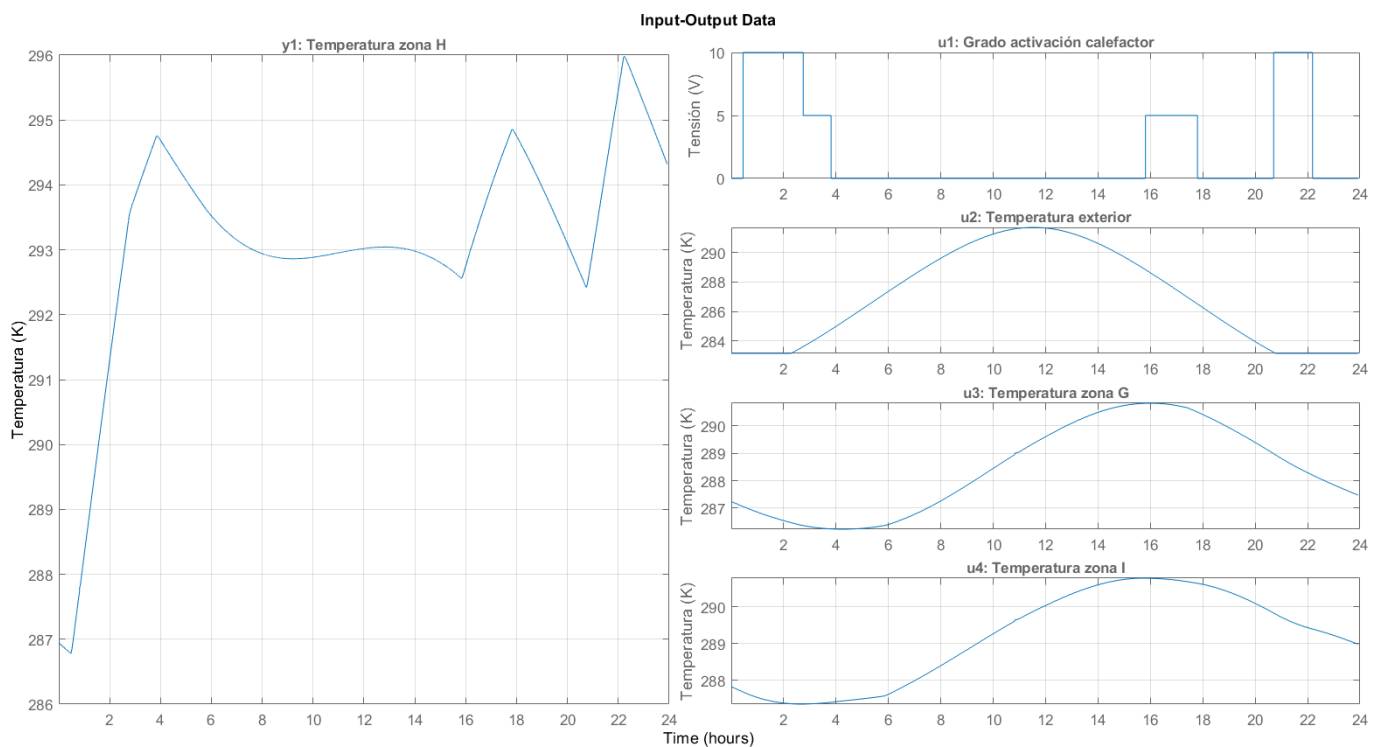 Input-Output Data
y1: Temperatura zona H
Temperatura (K)
296
295
294
293
292
291
290
289
288
287
286
2 4 6 8 10 12 14 16 18 20 22 24
u1: Grado activación calefactor
Tensión (V)
10
5
0
2 4 6 8 10 12 14 16 18 20 22 24
u2: Temperatura exterior
Temperatura (K)
290
288
286
284
2 4 6 8 10 12 14 16 18 20 22 24
u3: Temperatura zona G
Temperatura (K)
290
289
288
287
2 4 6 8 10 12 14 16 18 20 22 24
u4: Temperatura zona I
Temperatura (K)
290
289
288
2 4 6 8 10 12 14 16 18 20 22 24
Time (hours)